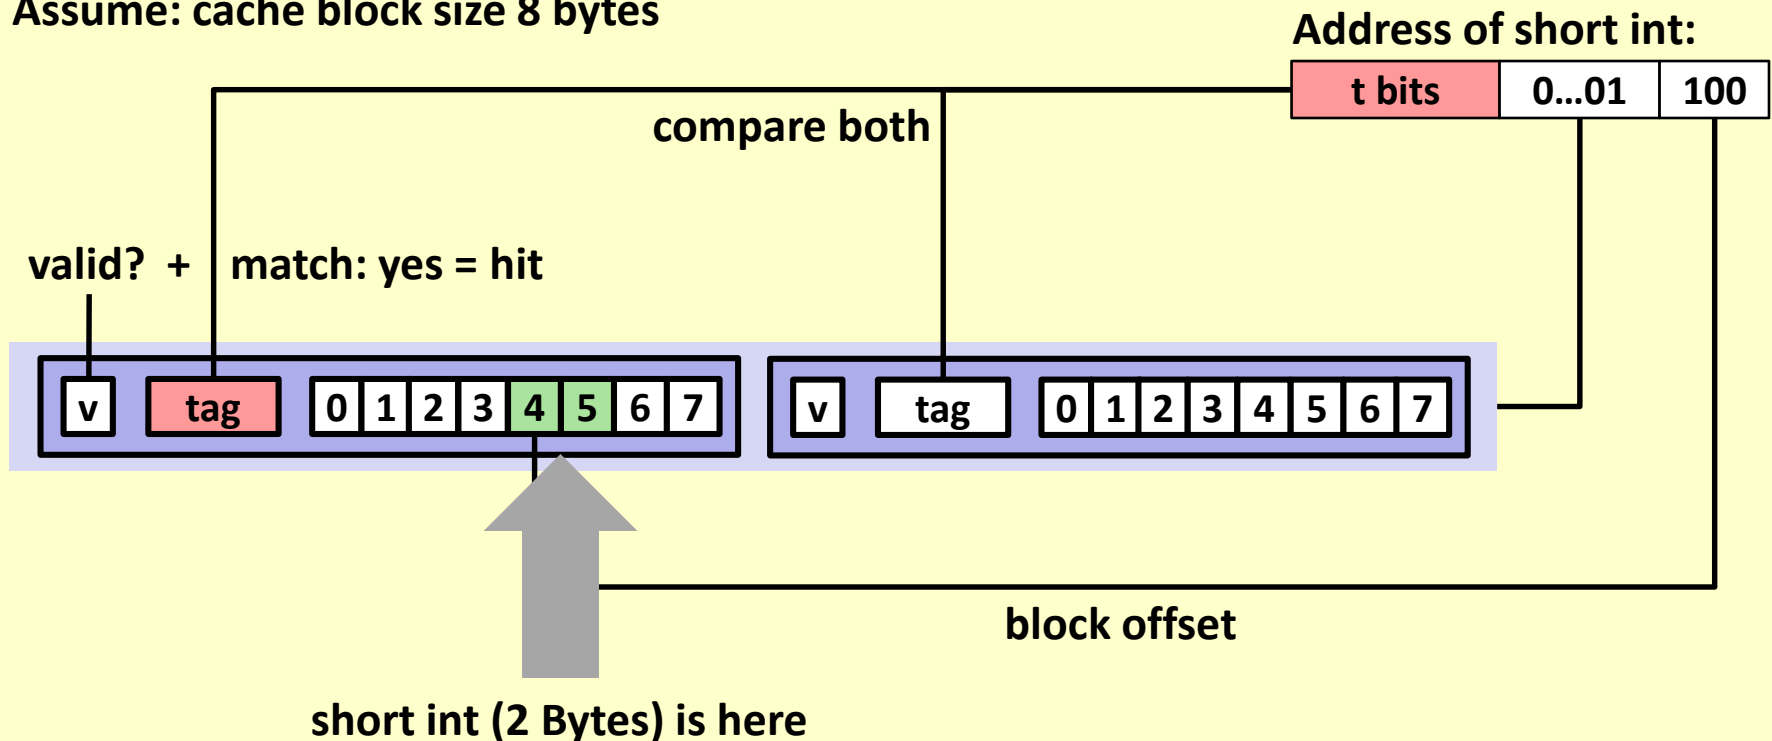 Assume: cache block size 8 bytes
Address of short int:
t bits 0...01 100
compare both
valid? + match: yes = hit
v tag 0 1 2 3 4 5 6 7 v tag 0 1 2 3 4 5 6 7
block offset
short int (2 Bytes) is here